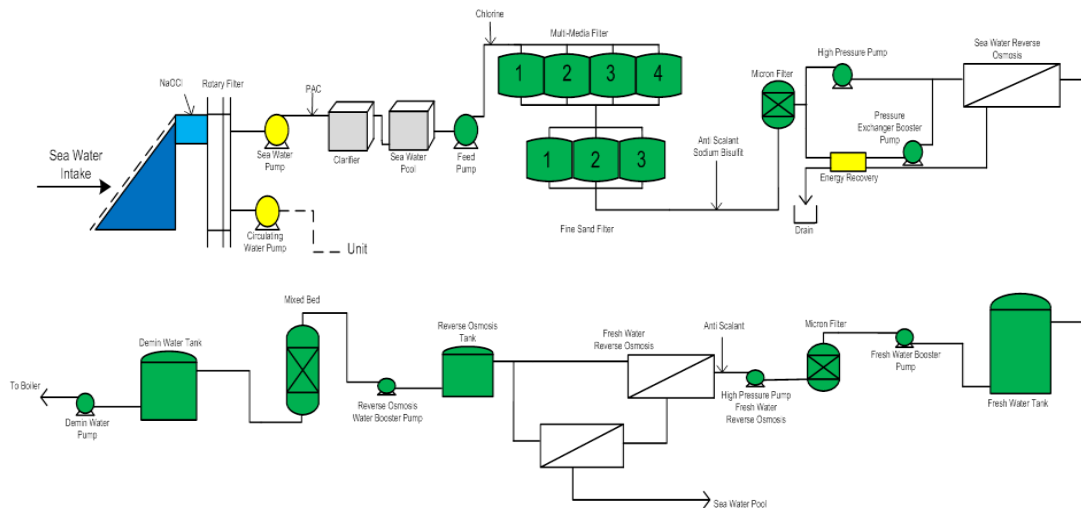 Chlorine
Multi-Media Filter
High Pressure Pump
Sea Water Reverse
Osmosis
NaOCl
Rotary Filter
PAC
Micron Filter
1
2
3
4
Sea Water
Intake
Sea Water
Pump
Clarifier
Sea Water
Pool
Feed
Pump
1
2
3
Anti Scalant
Sodium Bisulfit
Pressure
Exchanger Booster
Pump
Energy Recovery
Circulating
Water Pump
Unit
Fine Sand Filter
Drain
Mixed Bed
Demin Water Tank
Reverse Osmosis
Tank
Fresh Water
Reverse Osmosis
Anti Scalant
Micron Filter
Fresh Water Booster
Pump
To Boiler
Demin Water
Pump
Reverse Osmosis
Water Booster Pump
High Pressure Pump
Fresh Water
Reverse Osmosis
Fresh Water Tank
Sea Water Pool